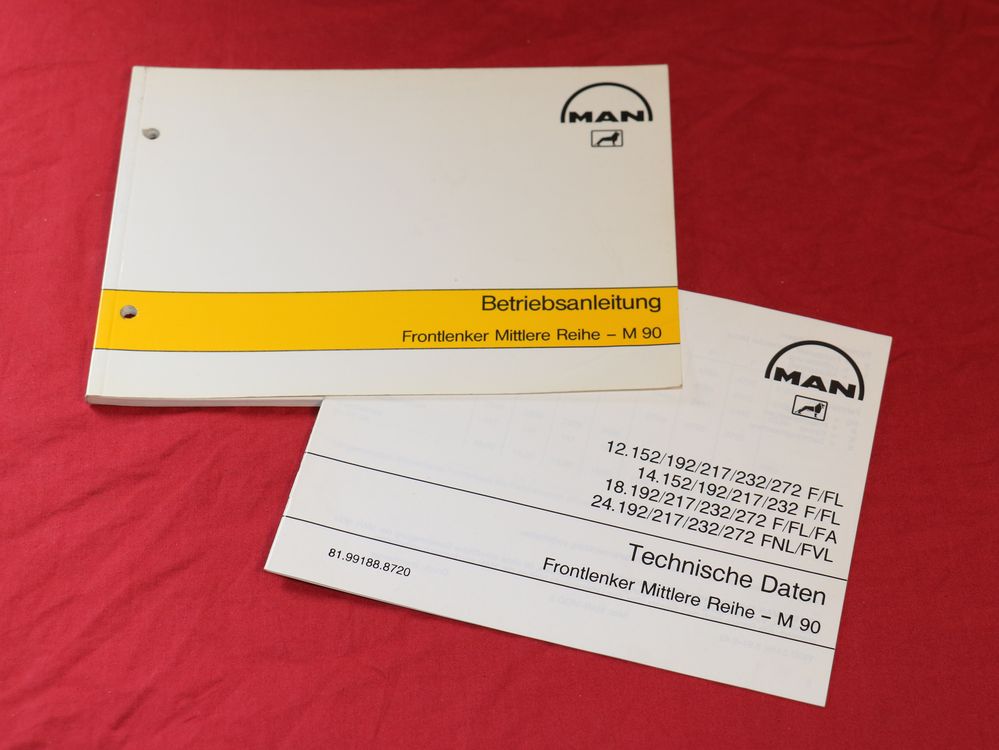 MAN
Betriebsanleitung
Frontlenker Mittlere Reihe – M 90
MAN
12.152/192/217/232/272 F/FL
14.152/192/217/232 F/FL
18.192/217/232/272 F/FL/FA
24.192/217/232/272 FNL/FVL
Technische Daten
Frontlenker Mittlere Reihe – M 90
81.99188.8720